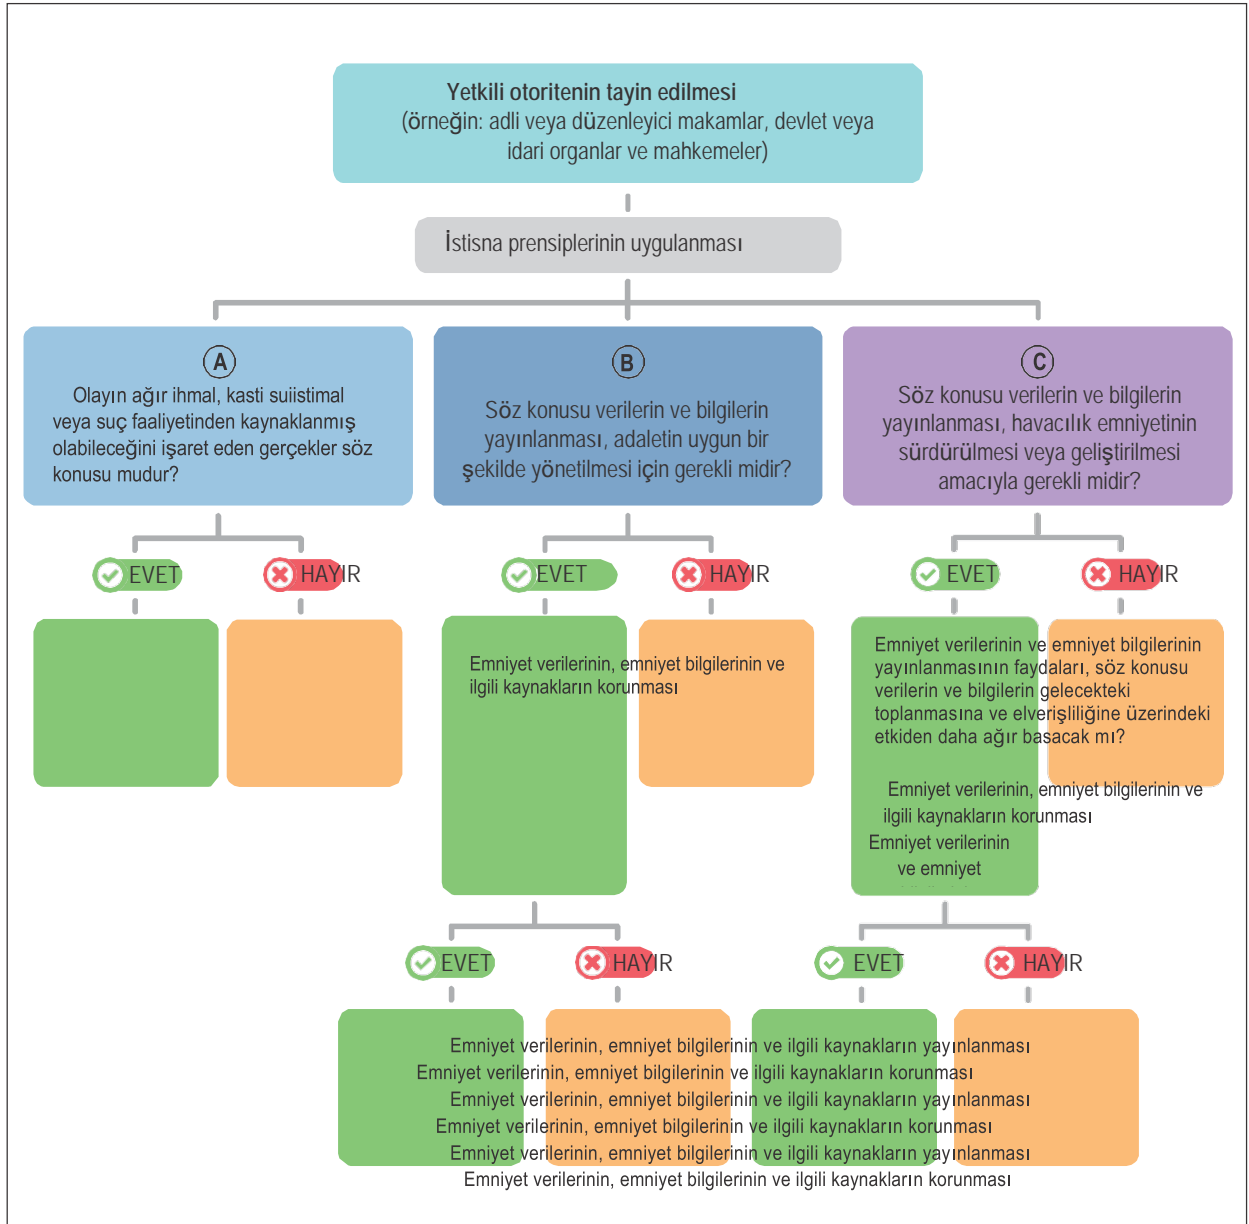 Yetkili otoritenin tayin edilmesi
(örneğin: adli veya düzenleyici makamlar, devlet veya
idari organlar ve mahkemeler)
İstisna prensiplerinin uygulanması
A
Olayın ağır ihmal, kasti suiistimal
veya suç faaliyetinden kaynaklanmış
olabileceğini işaret eden gerçekler söz
konusu mudur?
B
Söz konusu verilerin ve bilgilerin
yayınlanması, adaletin uygun bir
şekilde yönetilmesi için gerekli midir?
C
Söz konusu verilerin ve bilgilerin
yayınlanması, havacılık emniyetinin
sürdürülmesi veya geliştirilmesi
amacıyla gerekli midir?
EVET
HAYIR
EVET
HAYIR
EVET
HAYIR
Emniyet verilerinin, emniyet bilgilerinin ve
ilgili kaynakların korunması
Emniyet verilerinin ve emniyet bilgilerinin
yayınlanmasının faydaları, söz konusu
verilerin ve bilgilerin gelecekteki
toplanmasına ve elverişliliğine üzerindeki
etkiden daha ağır basacak mı?
Emniyet verilerinin, emniyet bilgilerinin ve
ilgili kaynakların korunması
Emniyet verilerinin
ve emniyet
EVET
HAYIR
EVET
HAYIR
Emniyet verilerinin, emniyet bilgilerinin ve ilgili kaynakların yayınlanması
Emniyet verilerinin, emniyet bilgilerinin ve ilgili kaynakların korunması
Emniyet verilerinin, emniyet bilgilerinin ve ilgili kaynakların yayınlanması
Emniyet verilerinin, emniyet bilgilerinin ve ilgili kaynakların korunması
Emniyet verilerinin, emniyet bilgilerinin ve ilgili kaynakların yayınlanması
Emniyet verilerinin, emniyet bilgilerinin ve ilgili kaynakların korunması